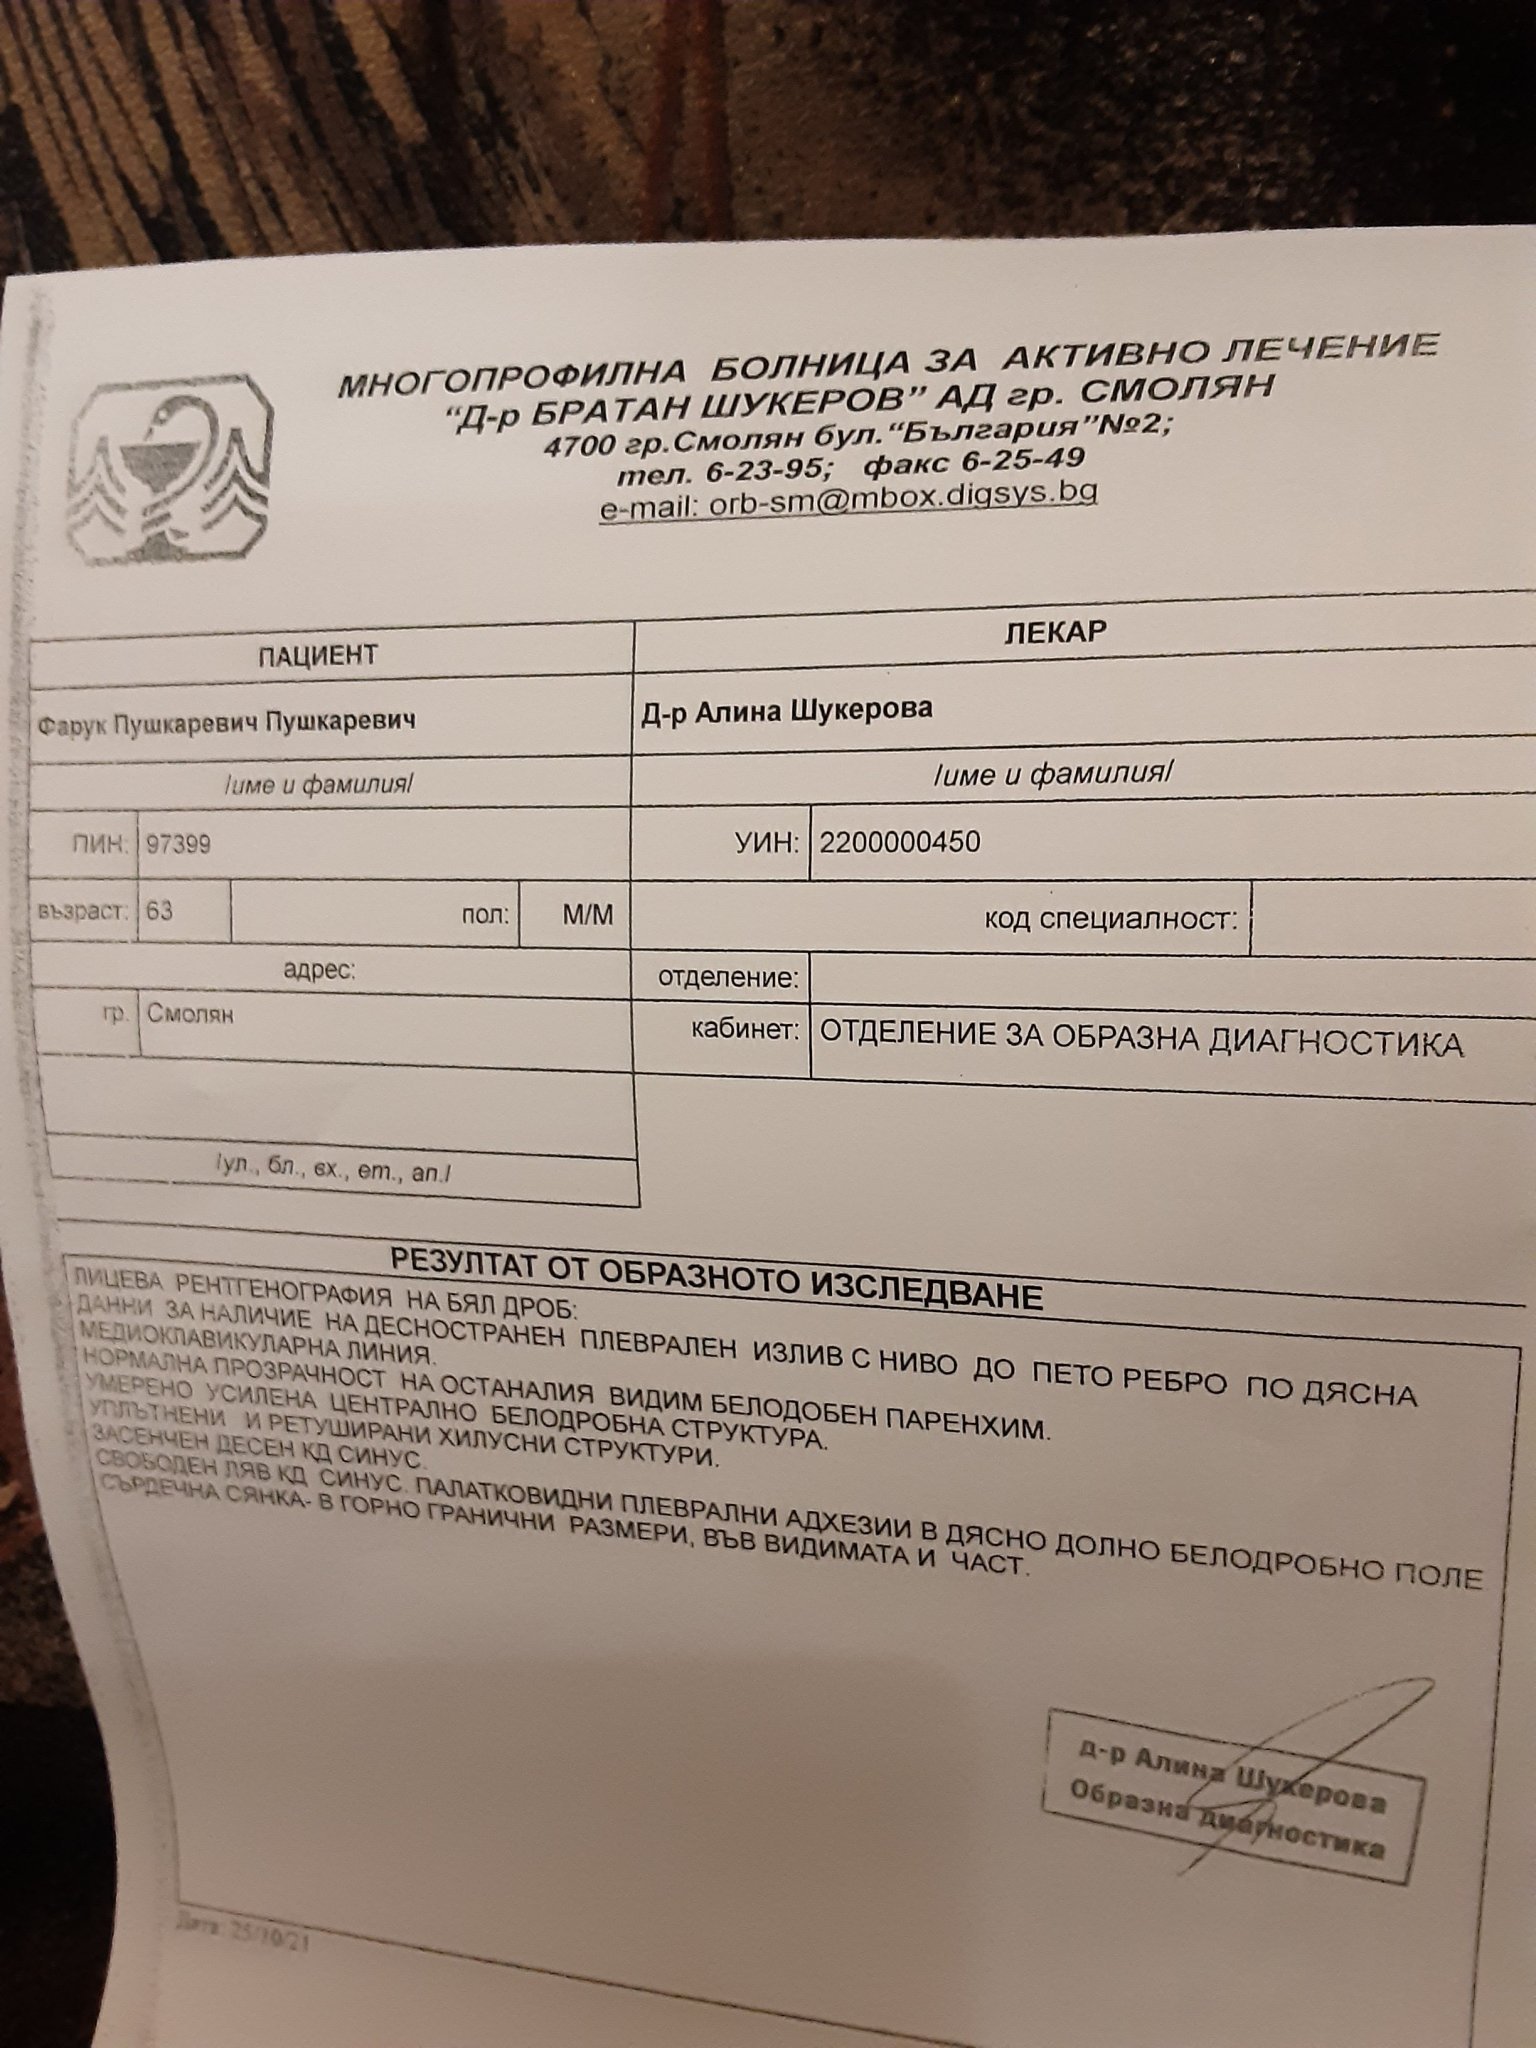 МНОГОПРОФИЛНА БОЛНИЦА ЗА АКТИВНО ЛЕЧЕНИЕ
“Д-р БРАТАН ШУКЕРОВ” АД гр. СМОЛЯН
4700 гр.Смолян бул.“България”№2;
тел. 6-23-95; факс 6-25-49
e-mail: orb-sm@mbox.digsys.bg
ПАЦИЕНТ
ЛЕКАР
Фарук Пушкаревич Пушкаревич
Д-р Алина Шукерова
/име и фамилия/
/име и фамилия/
ПИН: 97399
УИН: 2200000450
възраст: 63 пол: М/М
код специалност:
адрес:
отделение:
гр. Смолян
кабинет: ОТДЕЛЕНИЕ ЗА ОБРАЗНА ДИАГНОСТИКА
/ул., бл., вх., ет., ап./
РЕЗУЛТАТ ОТ ОБРАЗНОТО ИЗСЛЕДВАНЕ
ЛИЦЕВА РЕНТГЕНОГРАФИЯ НА БЯЛ ДРОБ:
ДАННИ ЗА НАЛИЧИЕ НА ДЕСНОСТРАНЕН ПЛЕВРАЛЕН ИЗЛИВ С НИВО ДО ПЕТО РЕБРО ПО ДЯСНА
МЕДИОКЛАВИКУЛАРНА ЛИНИЯ.
НОРМАЛНА ПРОЗРАЧНОСТ НА ОСТАНАЛИЯ ВИДИМ БЕЛОДОБЕН ПАРЕНХИМ.
УМЕРЕНО УСИЛЕНА ЦЕНТРАЛНО БЕЛОДРОБНА СТРУКТУРА.
УПЛЪТНЕНИ И РЕТУШИРАНИ ХИЛУСНИ СТРУКТУРИ.
ЗАСЕНЧЕН ДЕСЕН КД СИНУС.
СВОБОДЕН ЛЯВ КД СИНУС. ПАЛАТКОВИДНИ ПЛЕВРАЛНИ АДХЕЗИИ В ДЯСНО ДОЛНО БЕЛОДРОБНО ПОЛЕ
СЪРДЕЧНА СЯНКА- В ГОРНО ГРАНИЧНИ РАЗМЕРИ, ВЪВ ВИДИМАТА И ЧАСТ.
д-р Алина Шукерова
Образна диагностика
Дата: 25/10/21